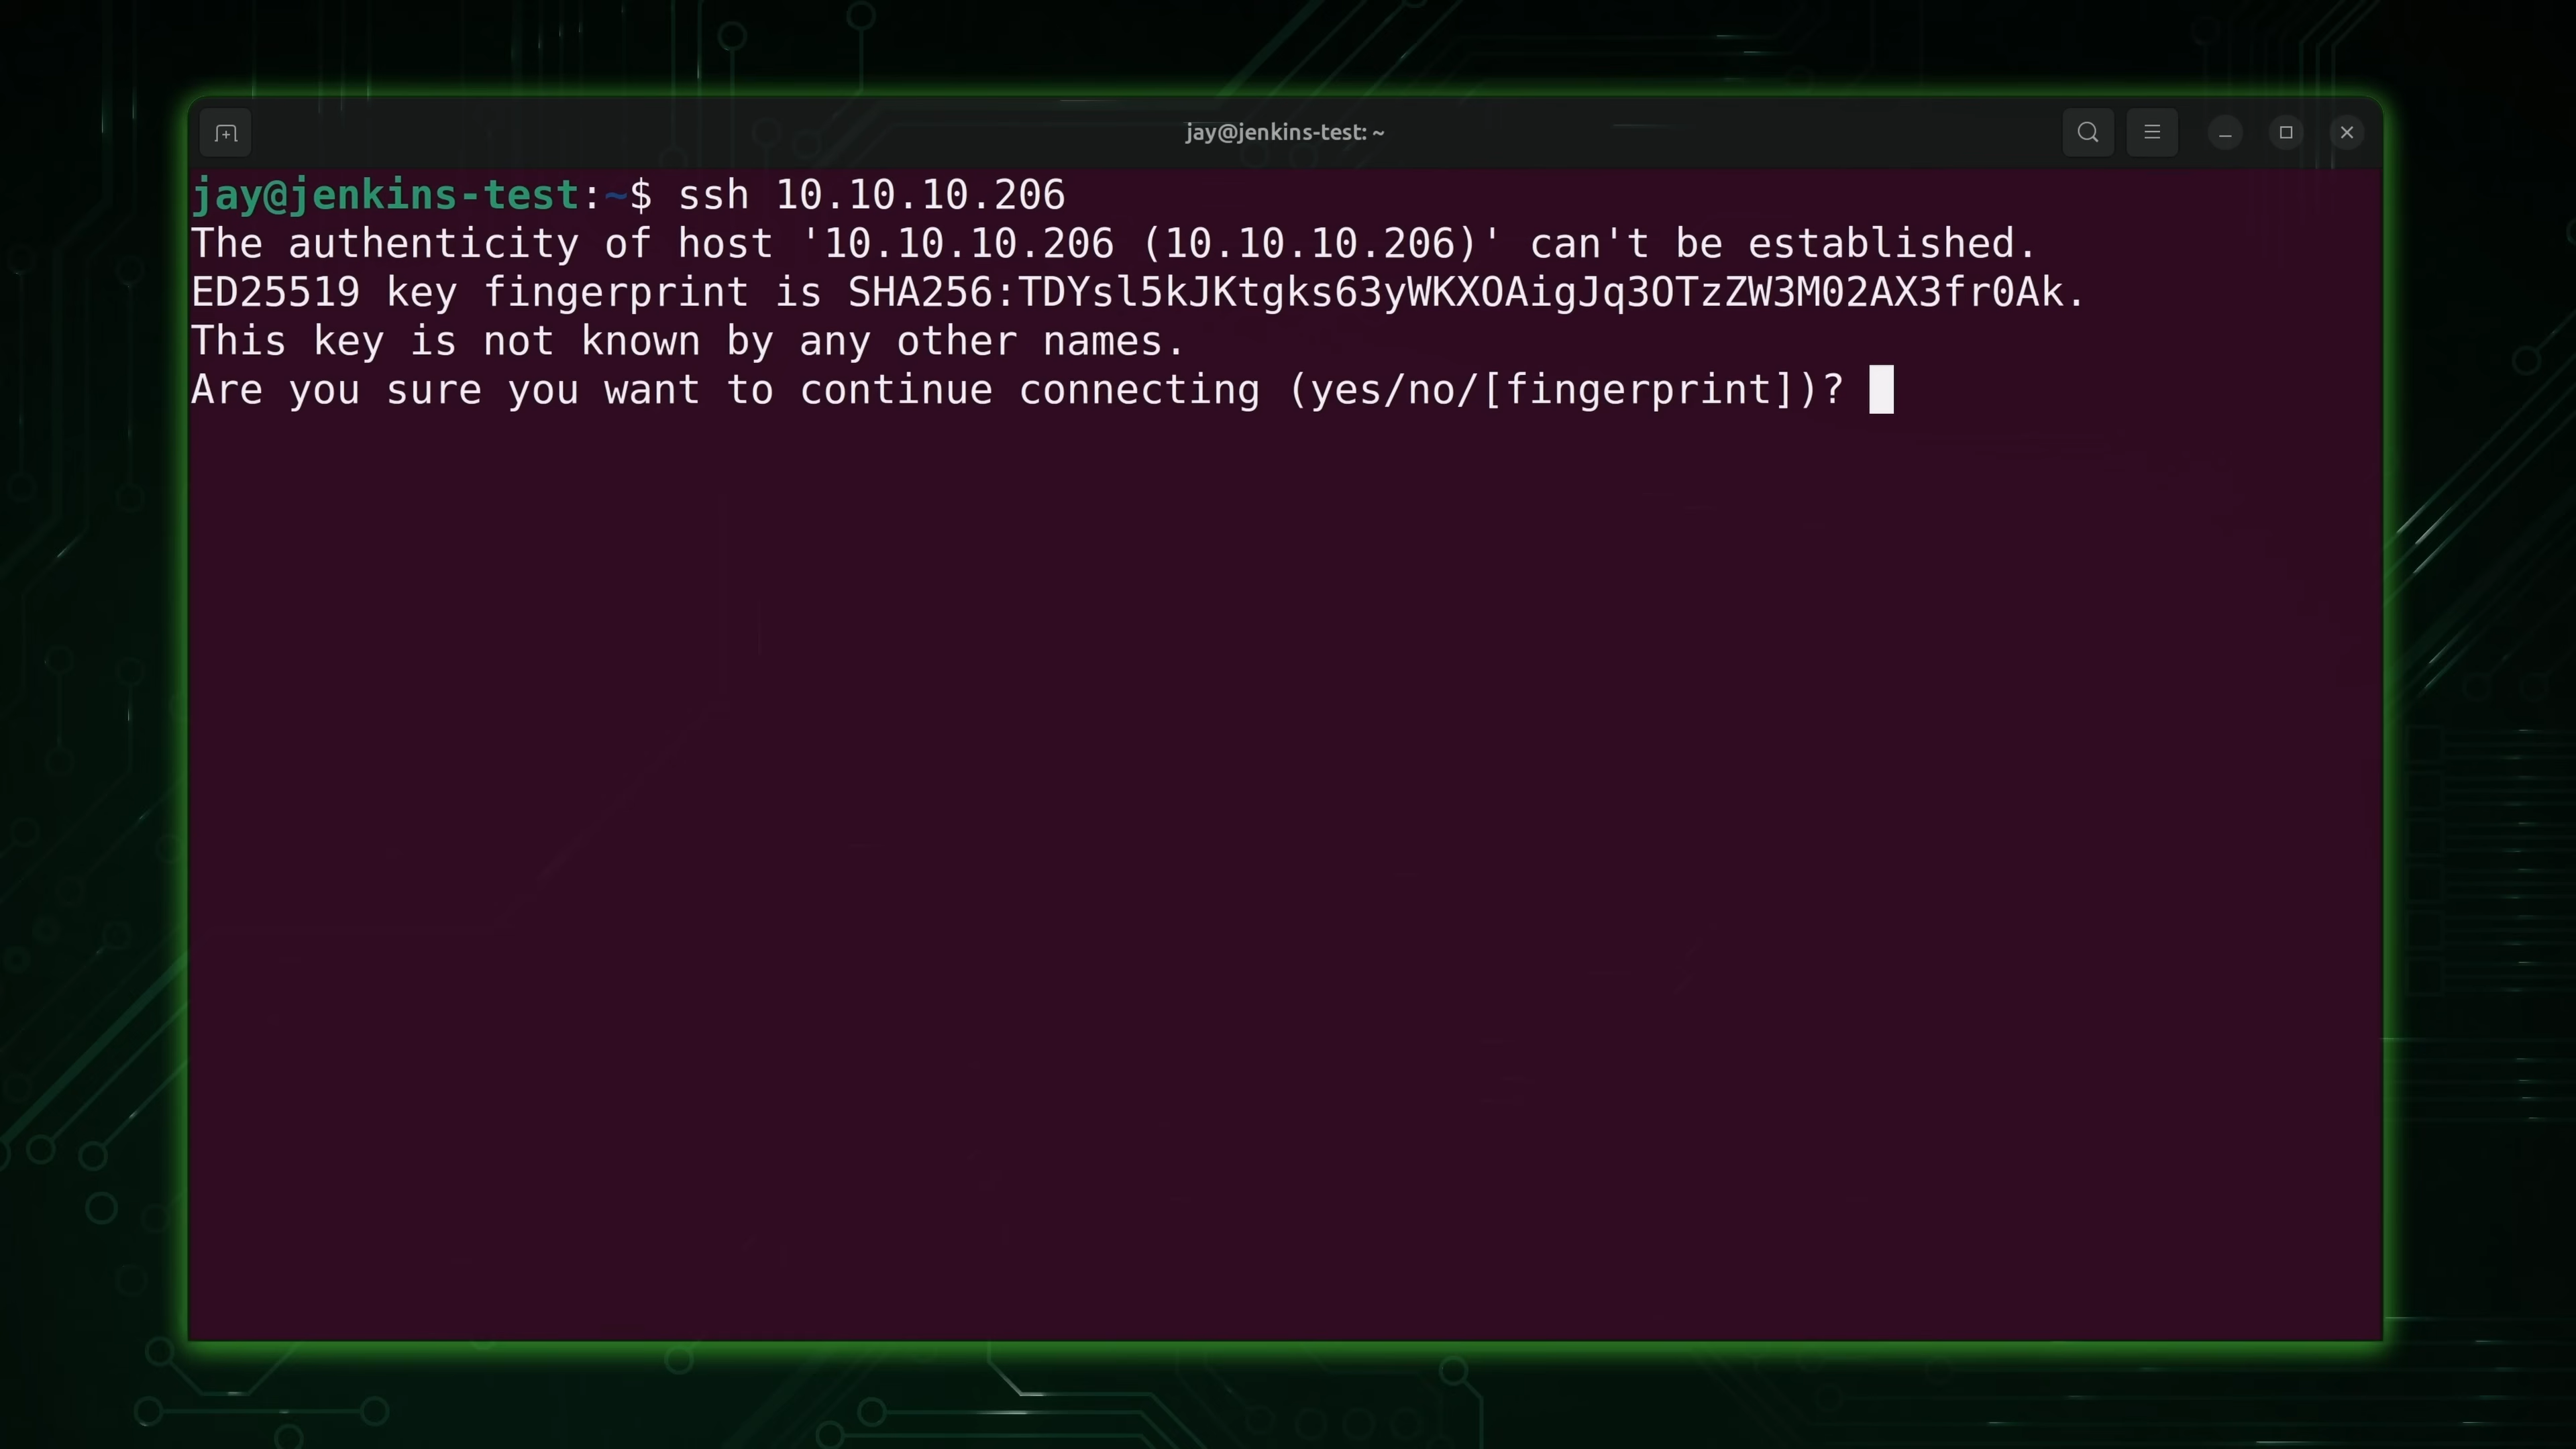 jay@jenkins-test: ~
jay@jenkins-test:~$ ssh 10.10.10.206
The authenticity of host '10.10.10.206 (10.10.10.206)' can't be established.
ED25519 key fingerprint is SHA256:TDYsl5kJKtgks63yWKXOAigJq3OTzZW3M02AX3fr0Ak.
This key is not known by any other names.
Are you sure you want to continue connecting (yes/no/[fingerprint])?